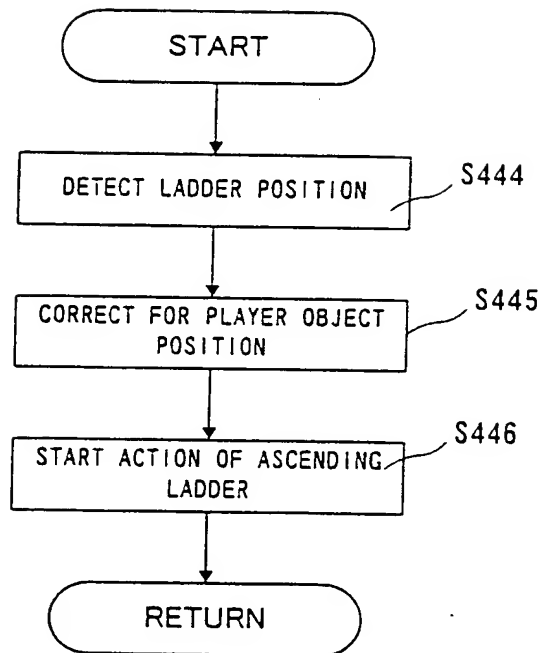 START
DETECT LADDER POSITION
S444
CORRECT FOR PLAYER OBJECT
POSITION
S445
START ACTION OF ASCENDING
LADDER
S446
RETURN